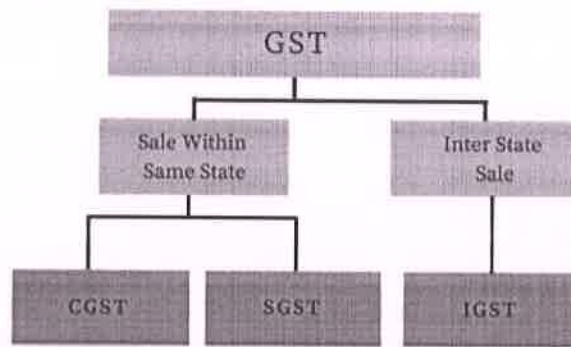 GST
Sale Within
Same State
Inter State
Sale
CGST
SGST
IGST